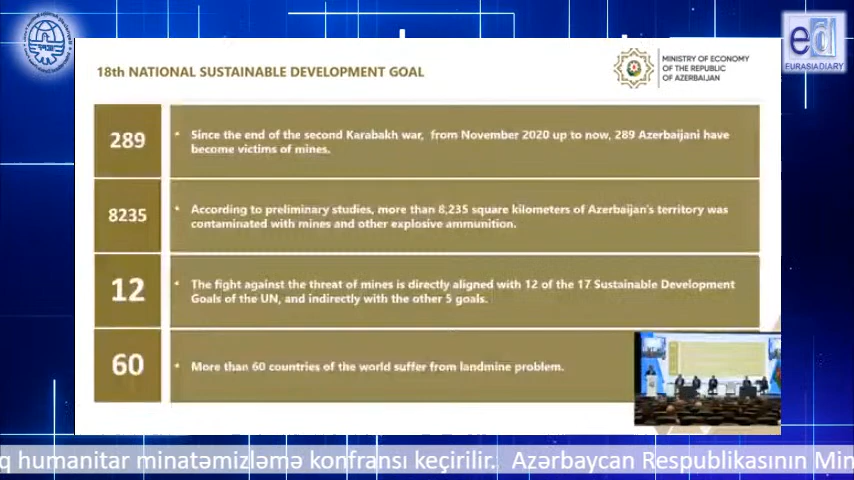 18th NATIONAL SUSTAINABLE DEVELOPMENT GOAL
MINISTRY OF ECONOMY
OF THE REPUBLIC
OF AZERBAIJAN
ed
EURASIADIARY
289
• Since the end of the second Karabakh war, from November 2020 up to now, 289 Azerbaijani have
become victims of mines.
8235
• According to preliminary studies, more than 8,235 square kilometers of Azerbaijan's territory was
contaminated with mines and other explosive ammunition.
12
• The fight against the threat of mines is directly aligned with 12 of the 17 Sustainable Development
Goals of the UN, and indirectly with the other 5 goals.
60
• More than 60 countries of the world suffer from landmine problem.
q humanitar minatəmizləmə konfransı keçirilir. Azərbaycan Respublikasının Min